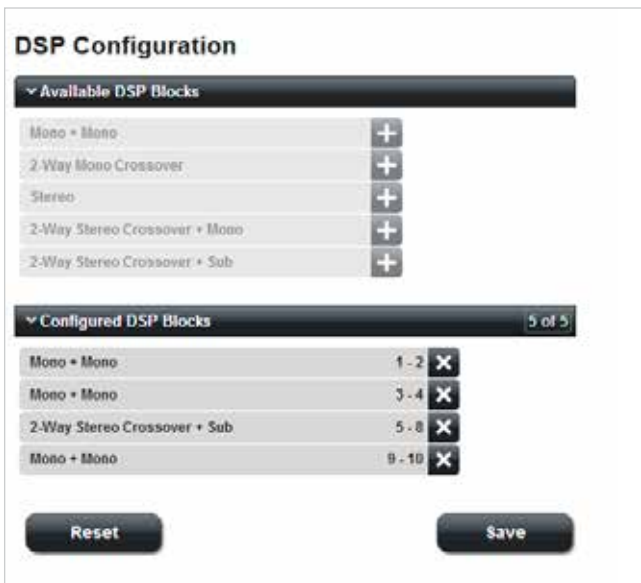 DSP Configuration
Available DSP Blocks
Mono + Mono
2-Way Mono Crossover
Stereo
2-Way Stereo Crossover + Mono
2-Way Stereo Crossover + Sub
Configured DSP Blocks 5 of 5
Mono + Mono 1 - 2
Mono + Mono 3 - 4
2-Way Stereo Crossover + Sub 5 - 8
Mono + Mono 9 - 10
Reset Save